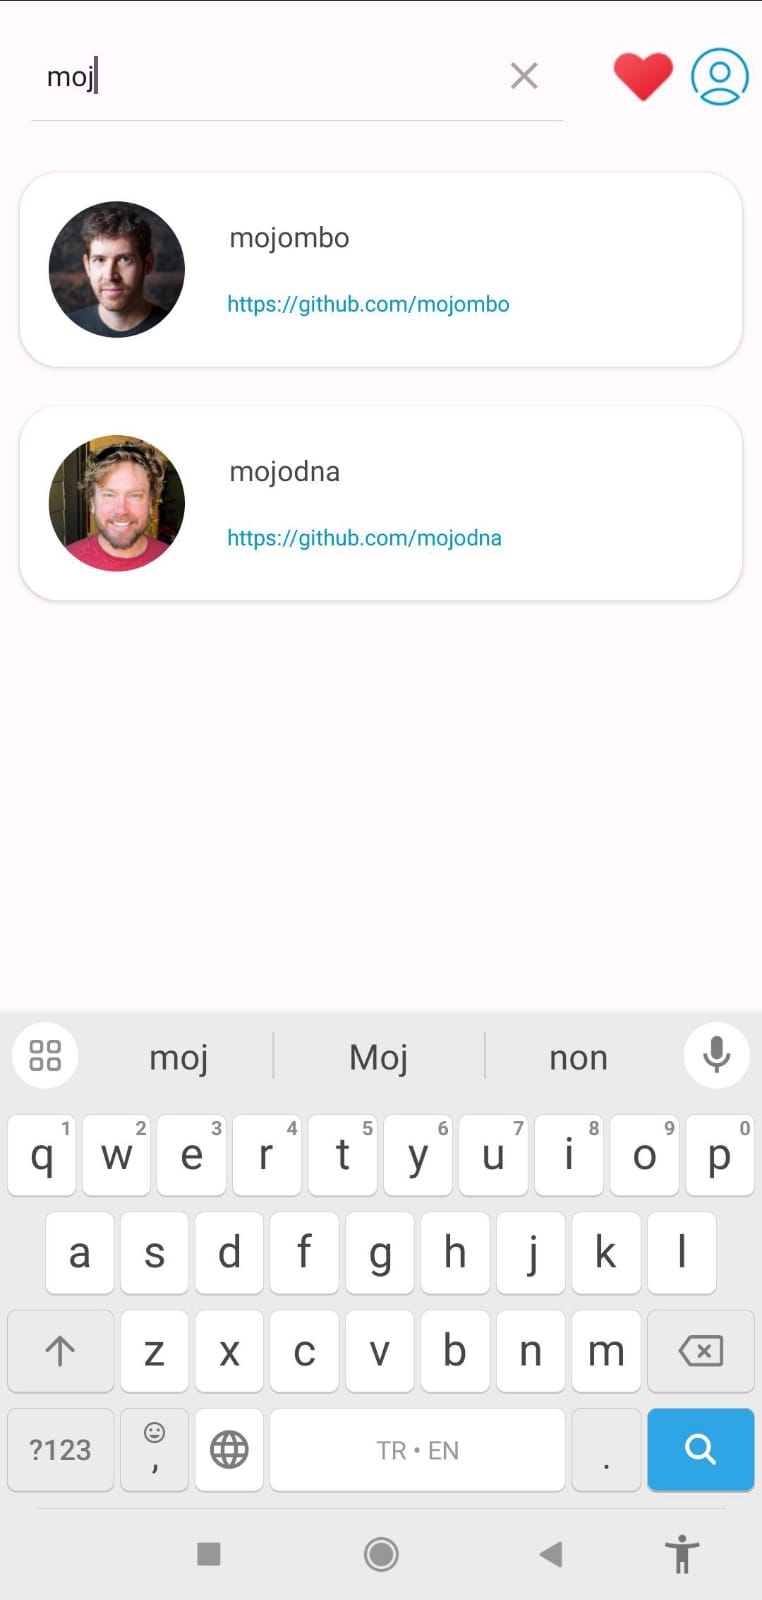 moj
mojombo
https://github.com/mojombo
mojodna
https://github.com/mojodna
moj Moj non
1 2 3 4 5 6 7 8 9 0
q w e r t y u i o p
a s d f g h j k l
z x c v b n m
?123 , TR • EN .